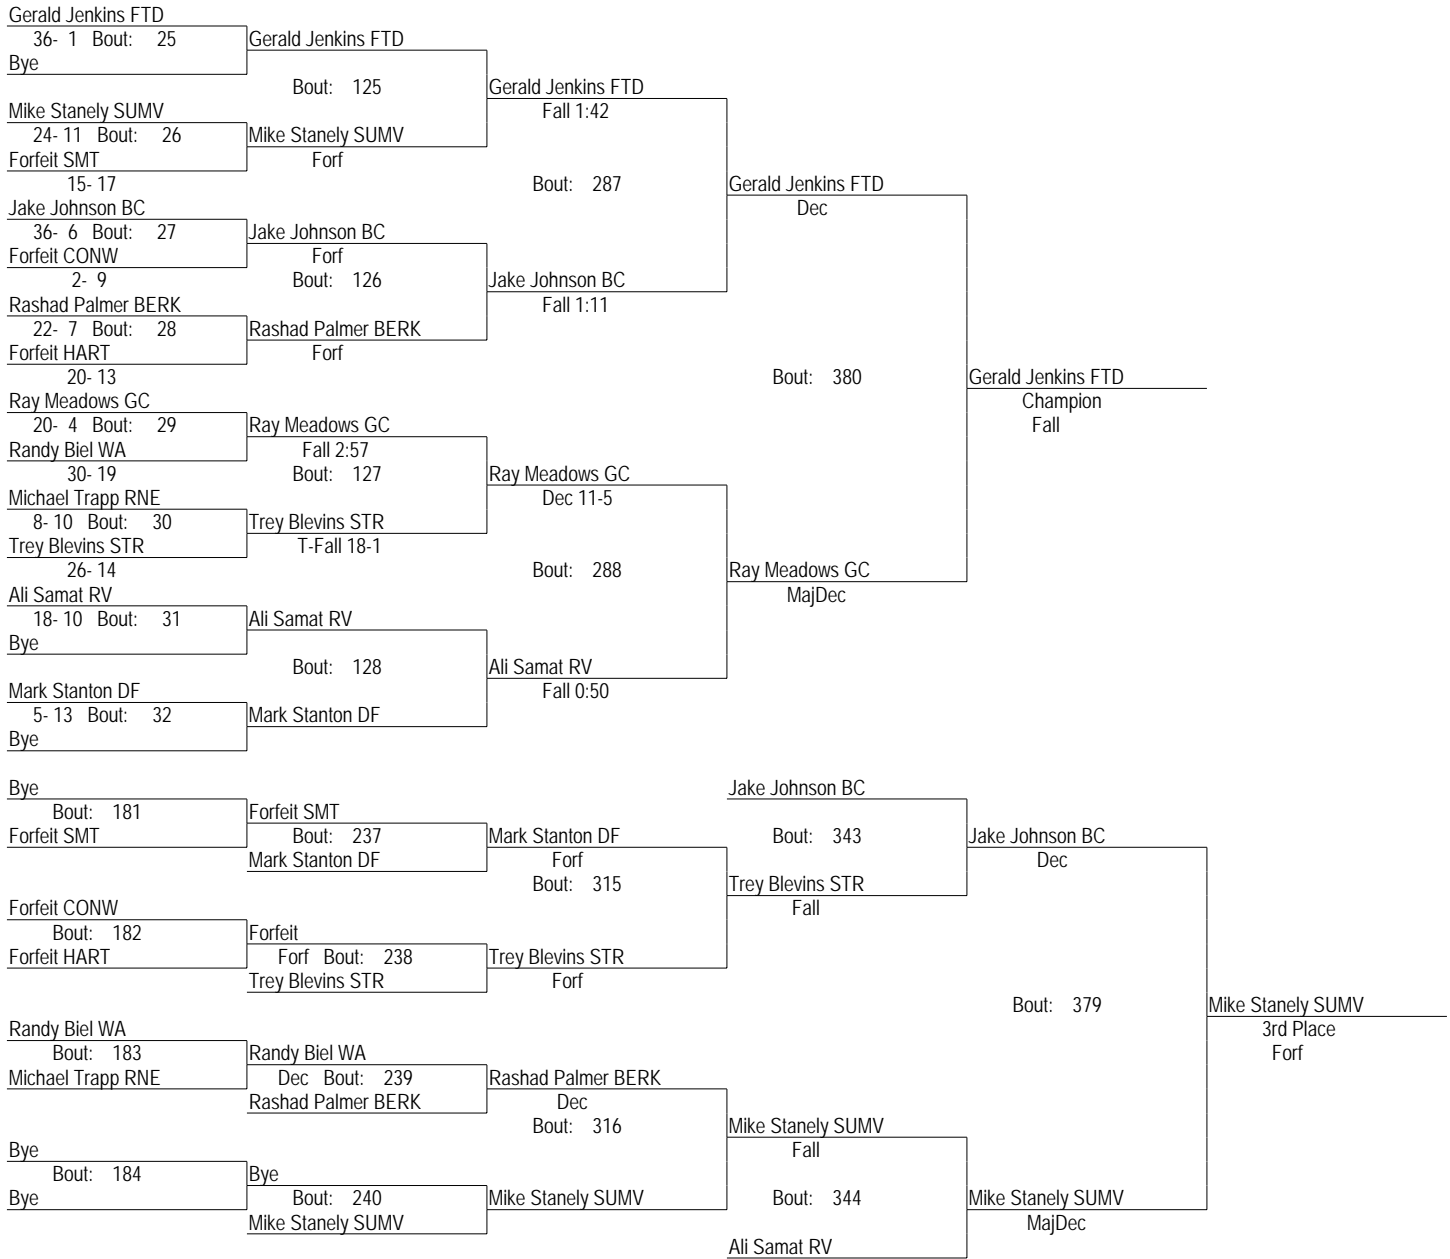 Gerald Jenkins FTD
36- 1 Bout: 25 Gerald Jenkins FTD
Bye
Bout: 125 Gerald Jenkins FTD
Mike Stanely SUMV Fall 1:42
24- 11 Bout: 26 Mike Stanely SUMV
Forfeit SMT Forf
15- 17 Bout: 287 Gerald Jenkins FTD
Jake Johnson BC Dec
36- 6 Bout: 27 Jake Johnson BC
Forfeit CONW Forf
2- 9 Bout: 126 Jake Johnson BC
Rashad Palmer BERK Fall 1:11
22- 7 Bout: 28 Rashad Palmer BERK
Forfeit HART Forf
20- 13 Bout: 380 Gerald Jenkins FTD
Ray Meadows GC Champion
20- 4 Bout: 29 Ray Meadows GC Fall
Randy Biel WA Fall 2:57
30- 19 Bout: 127 Ray Meadows GC
Michael Trapp RNE Dec 11-5
8- 10 Bout: 30 Trey Blevins STR
Trey Blevins STR T-Fall 18-1
26- 14 Bout: 288 Ray Meadows GC
Ali Samat RV MajDec
18- 10 Bout: 31 Ali Samat RV
Bye
Bout: 128 Ali Samat RV
Mark Stanton DF Fall 0:50
5- 13 Bout: 32 Mark Stanton DF
Bye
Bye Jake Johnson BC
Bout: 181 Forfeit SMT
Forfeit SMT Bout: 237 Mark Stanton DF Bout: 343 Jake Johnson BC
Mark Stanton DF Forf Dec
Bout: 315 Trey Blevins STR
Forfeit CONW Fall
Bout: 182 Forfeit
Forfeit HART Forf Bout: 238 Trey Blevins STR
Trey Blevins STR Forf
Bout: 379 Mike Stanely SUMV
Randy Biel WA 3rd Place
Bout: 183 Randy Biel WA Forf
Michael Trapp RNE Dec Bout: 239 Rashad Palmer BERK
Rashad Palmer BERK Dec
Bout: 316 Mike Stanely SUMV
Bye Fall
Bout: 184 Bye
Bye Bout: 240 Mike Stanely SUMV Bout: 344 Mike Stanely SUMV
Mike Stanely SUMV MajDec
Ali Samat RV